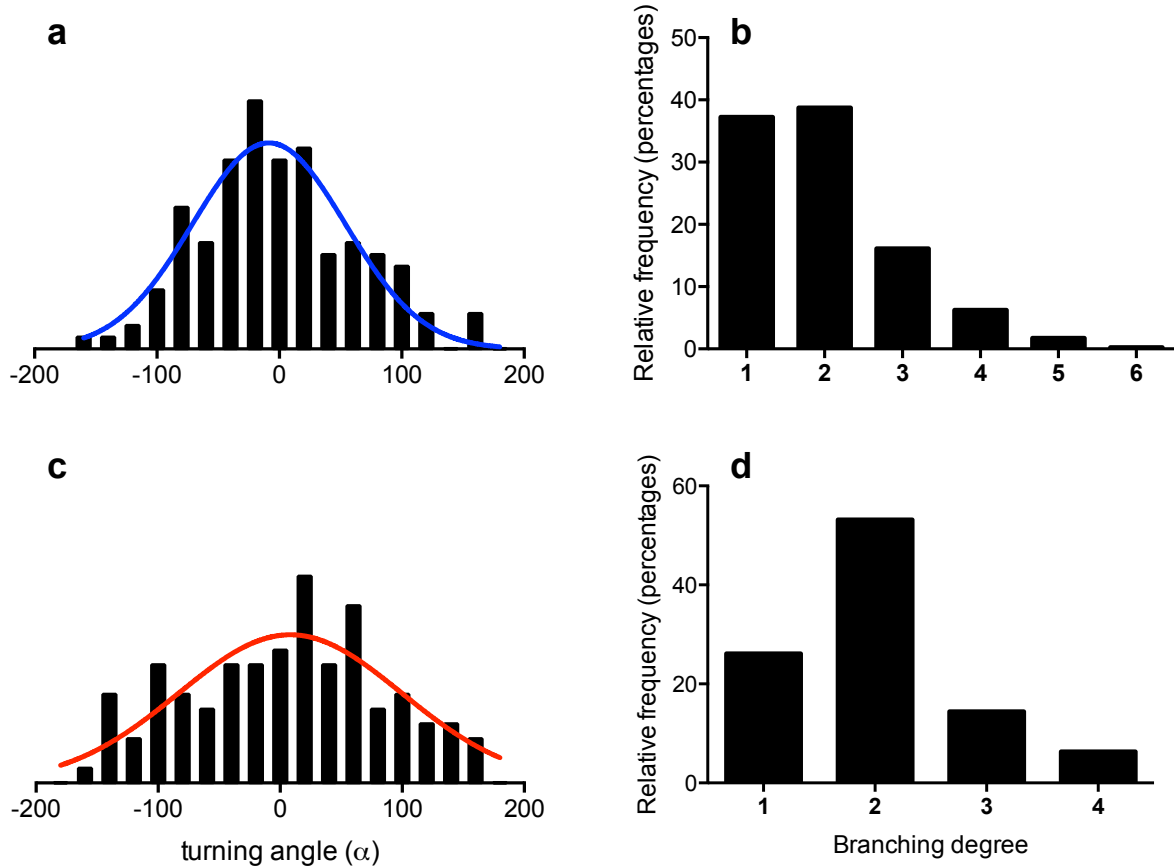 a
-200 -100 0 100 200
b
Relative frequency (percentages)
50
40
30
20
10
0
1 2 3 4 5 6
c
-200 -100 0 100 200
turning angle (α)
d
Relative frequency (percentages)
60
40
20
0
1 2 3 4
Branching degree